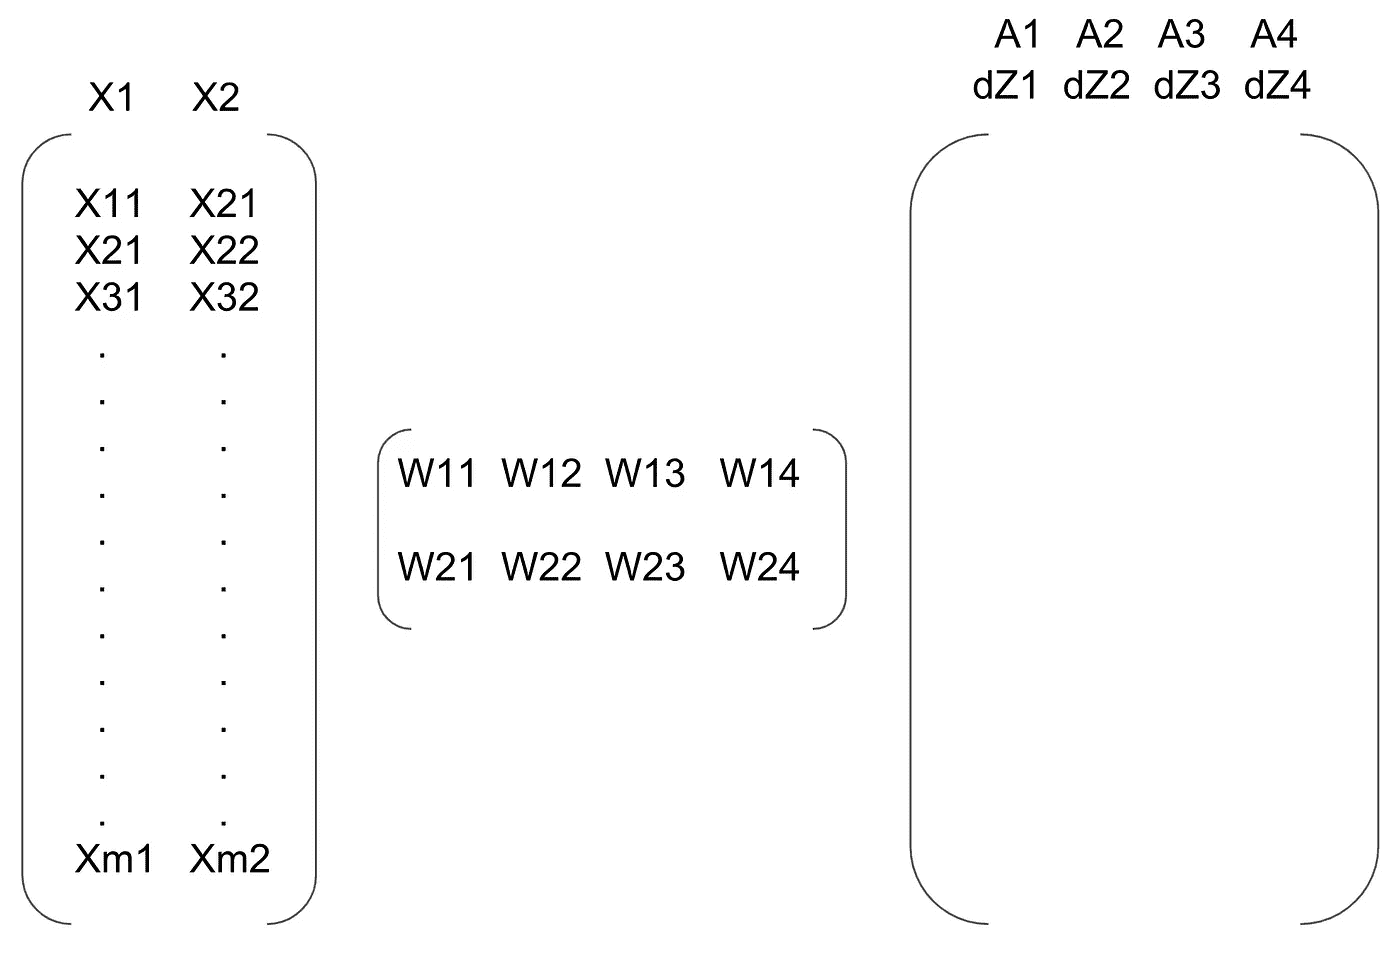 A1 A2 A3 A4
dZ1 dZ2 dZ3 dZ4
X1 X2
X11 X21
X21 X22
X31 X32
. .
. .
. .
. .
. .
. .
. .
. .
. .
. .
. .
Xm1 Xm2
W11 W12 W13 W14
W21 W22 W23 W24